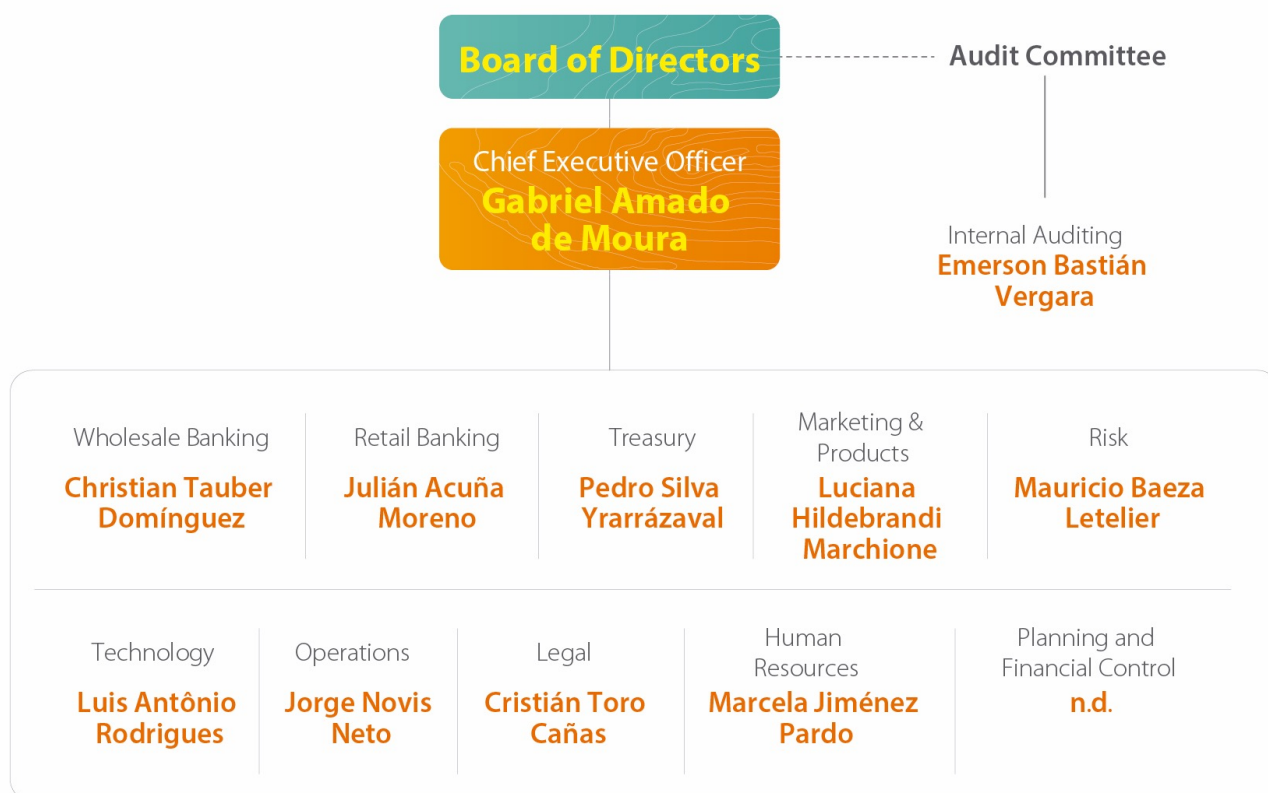 Board of Directors
Audit Committee
Chief Executive Officer
Gabriel Amado
de Moura
Internal Auditing
Emerson Bastián
Vergara
Wholesale Banking
Christian Tauber
Domínguez
Retail Banking
Julián Acuña
Moreno
Treasury
Pedro Silva
Yrarrázaval
Marketing &
Products
Luciana
Hildebrandi
Marchione
Risk
Mauricio Baeza
Letelier
Technology
Luis Antônio
Rodrigues
Operations
Jorge Novis
Neto
Legal
Cristián Toro
Cañas
Human
Resources
Marcela Jiménez
Pardo
Planning and
Financial Control
n.d.